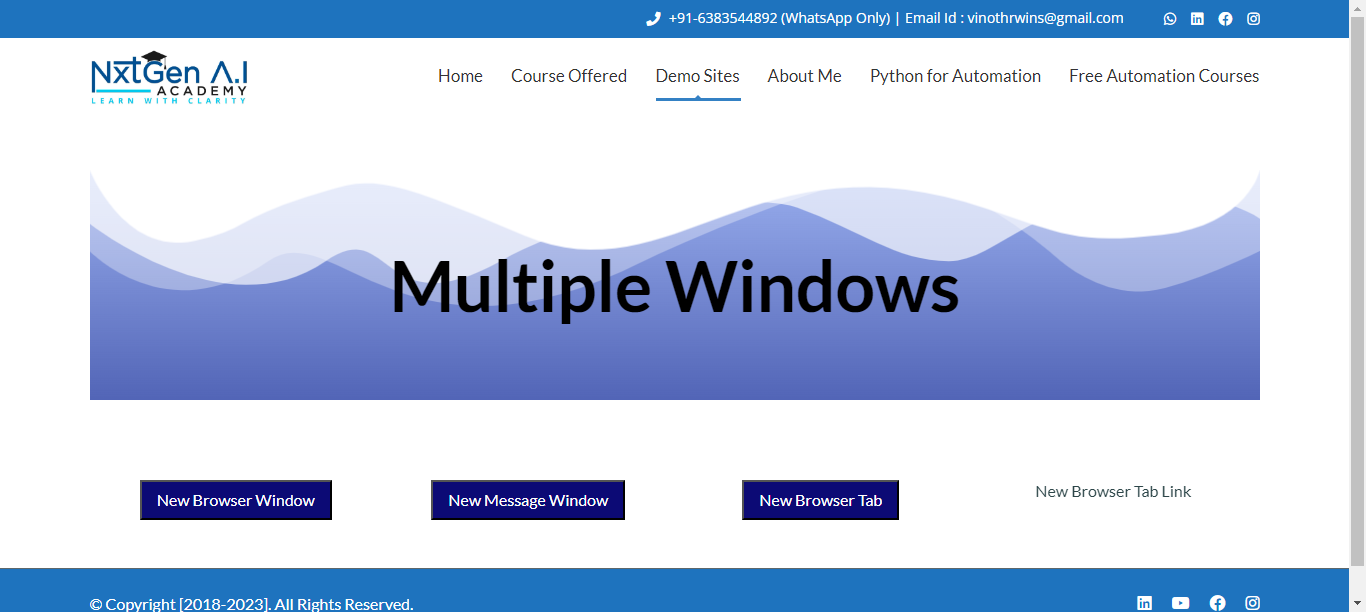 +91-6383544892 (WhatsApp Only) | Email Id : vinothrwins@gmail.com
NxtGen A.I
ACADEMY
LEARN WITH CLARITY
Home Course Offered Demo Sites About Me Python for Automation Free Automation Courses
Multiple Windows
New Browser Window New Message Window New Browser Tab New Browser Tab Link
© Copyright [2018-2023]. All Rights Reserved.